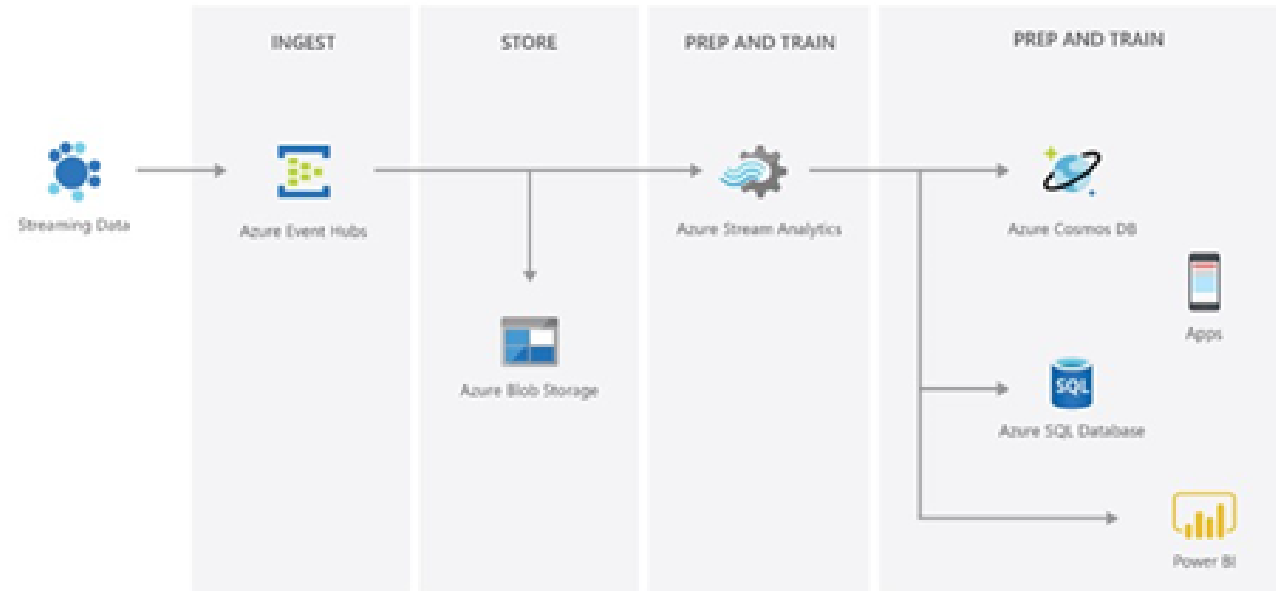 INGEST
STORE
PREP AND TRAIN
PREP AND TRAIN
Streaming Data
Azure Event Hubs
Azure Stream Analytics
Azure Cosmos DB
Apps
Azure Blob Storage
SQL
Azure SQL Database
Power BI